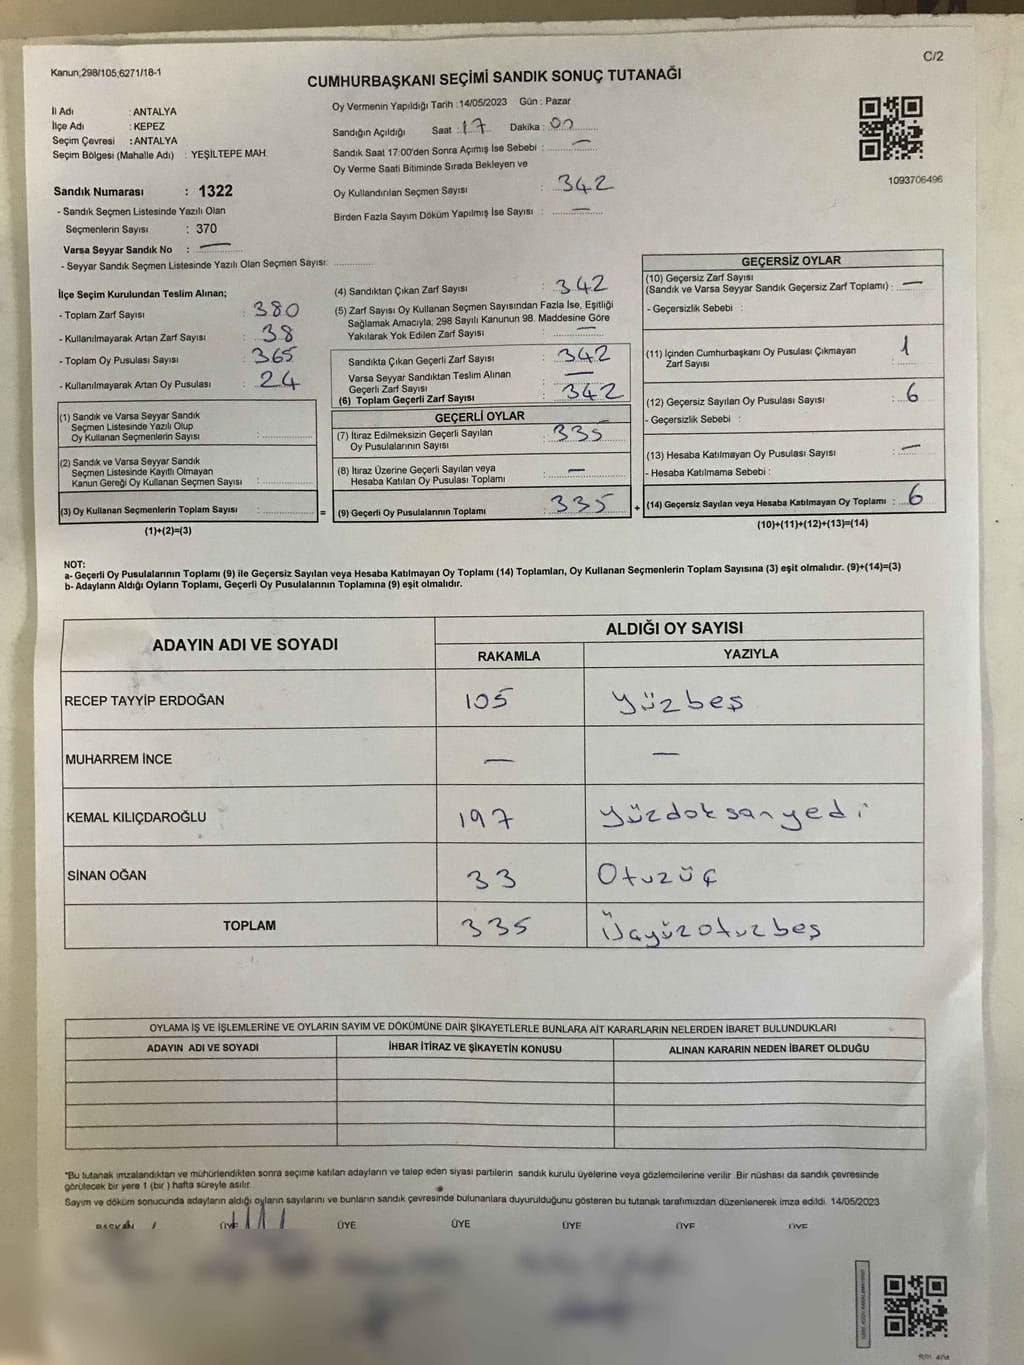 Kanun;298/105;6271/18-1
C/2
CUMHURBAŞKANI SEÇİMİ SANDIK SONUÇ TUTANAĞI
İl Adı : ANTALYA
İlçe Adı : KEPEZ
Seçim Çevresi : ANTALYA
Seçim Bölgesi (Mahalle Adı) : YEŞİLTEPE MAH.
Oy Vermenin Yapıldığı Tarih :14/05/2023 Gün : Pazar
Sandığın Açıldığı Saat : 17 Dakika : 00
Sandık Saat 17:00'den Sonra Açımış İse Sebebi : —
Oy Verme Saati Bitiminde Sırada Bekleyen ve
Oy Kullandırılan Seçmen Sayısı : 342
Birden Fazla Sayım Döküm Yapılmış İse Sayısı : —
1093706496
Sandık Numarası : 1322
- Sandık Seçmen Listesinde Yazılı Olan
Seçmenlerin Sayısı : 370
Varsa Seyyar Sandık No : —
- Seyyar Sandık Seçmen Listesinde Yazılı Olan Seçmen Sayısı:
İlçe Seçim Kurulundan Teslim Alınan;
- Toplam Zarf Sayısı : 380
- Kullanılmayarak Artan Zarf Sayısı : 38
- Toplam Oy Pusulası Sayısı : 365
- Kullanılmayarak Artan Oy Pusulası : 24
(1) Sandık ve Varsa Seyyar Sandık
Seçmen Listesinde Yazılı Olup
Oy Kullanan Seçmenlerin Sayısı :
(2) Sandık ve Varsa Seyyar Sandık
Seçmen Listesinde Kayıtlı Olmayan
Kanun Gereği Oy Kullanan Seçmen Sayısı :
(3) Oy Kullanan Seçmenlerin Toplam Sayısı :
(1)+(2)=(3)
(4) Sandıktan Çıkan Zarf Sayısı : 342
(5) Zarf Sayısı Oy Kullanan Seçmen Sayısından Fazla İse, Eşitliği
Sağlamak Amacıyla; 298 Sayılı Kanunun 98. Maddesine Göre
Yakılarak Yok Edilen Zarf Sayısı : —
Sandıkta Çıkan Geçerli Zarf Sayısı : 342
Varsa Seyyar Sandıktan Teslim Alınan
Geçerli Zarf Sayısı : —
(6) Toplam Geçerli Zarf Sayısı : 342
GEÇERLİ OYLAR
(7) İtiraz Edilmeksizin Geçerli Sayılan
Oy Pusulalarının Sayısı : 335
(8) İtiraz Üzerine Geçerli Sayılan veya
Hesaba Katılan Oy Pusulası Toplamı : —
= (9) Geçerli Oy Pusulalarının Toplamı : 335 +
GEÇERSİZ OYLAR
(10) Geçersiz Zarf Sayısı
(Sandık ve Varsa Seyyar Sandık Geçersiz Zarf Toplamı) : —
- Geçersizlik Sebebi :
(11) İçinden Cumhurbaşkanı Oy Pusulası Çıkmayan
Zarf Sayısı : 1
(12) Geçersiz Sayılan Oy Pusulası Sayısı : 6
- Geçersizlik Sebebi :
(13) Hesaba Katılmayan Oy Pusulası Sayısı : —
- Hesaba Katılmama Sebebi :
(14) Geçersiz Sayılan veya Hesaba Katılmayan Oy Toplamı : 6
(10)+(11)+(12)+(13)=(14)
NOT:
a- Geçerli Oy Pusulalarının Toplamı (9) ile Geçersiz Sayılan veya Hesaba Katılmayan Oy Toplamı (14) Toplamları, Oy Kullanan Seçmenlerin Toplam Sayısına (3) eşit olmalıdır. (9)+(14)=(3)
b- Adayların Aldığı Oyların Toplamı, Geçerli Oy Pusulalarının Toplamına (9) eşit olmalıdır.
ADAYIN ADI VE SOYADI
ALDIĞI OY SAYISI
RAKAMLA YAZIYLA
RECEP TAYYİP ERDOĞAN 105 Yüzbeş
MUHARREM İNCE — —
KEMAL KILIÇDAROĞLU 197 Yüzdoksanyedi
SİNAN OĞAN 33 Otuzüç
TOPLAM 335 Üçyüzotuzbeş
OYLAMA İŞ VE İŞLEMLERİNE VE OYLARIN SAYIM VE DÖKÜMÜNE DAİR ŞİKAYETLERLE BUNLARA AİT KARARLARIN NELERDEN İBARET BULUNDUKLARI
ADAYIN ADI VE SOYADI İHBAR İTİRAZ VE ŞİKAYETİN KONUSU ALINAN KARARIN NEDEN İBARET OLDUĞU
*Bu tutanak imzalandıktan ve mühürlendikten sonra seçime katılan adayların ve talep eden siyasi partilerin sandık kurulu üyelerine veya gözlemcilerine verilir. Bir nüshası da sandık çevresinde
görülecek bir yere 1 (bir ) hafta süreyle asılır.
Sayım ve döküm sonucunda adayların aldığı oyların sayılarını ve bunların sandık çevresinde bulunanlara duyurulduğunu gösteren bu tutanak tarafımızdan düzenlenerek imza edildi. 14/05/2023
BAŞKAN ÜYE ÜYE ÜYE ÜYE ÜYE ÜYE